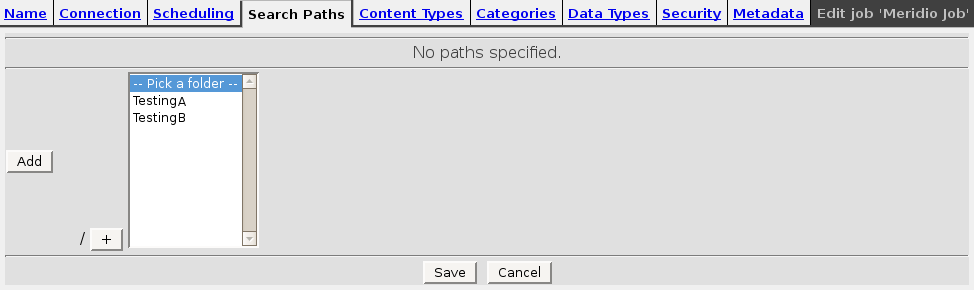 Name Connection Scheduling Search Paths Content Types Categories Data Types Security Metadata Edit job 'Meridio Job'
No paths specified.
-- Pick a folder --
TestingA
TestingB
Add
/ +
Save Cancel